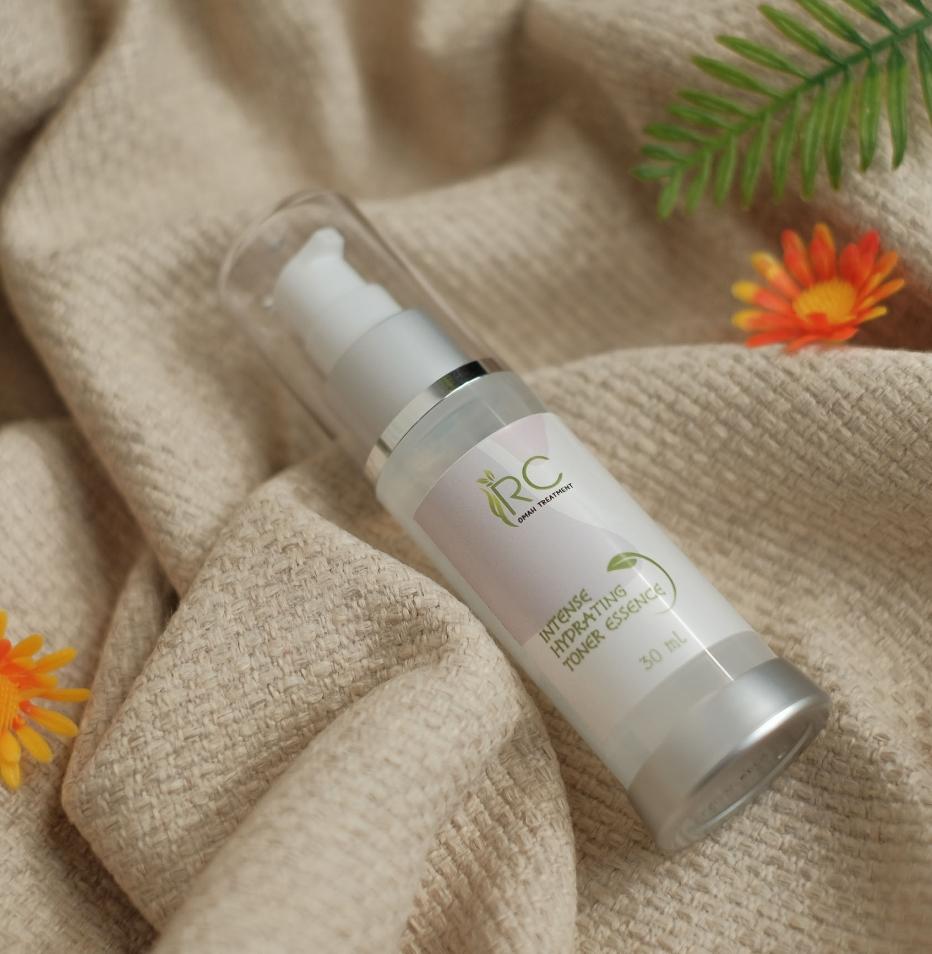 RC
OMAH TREATMENT
INTENSE
HYDRATING
TONER ESSENCE
30 mL